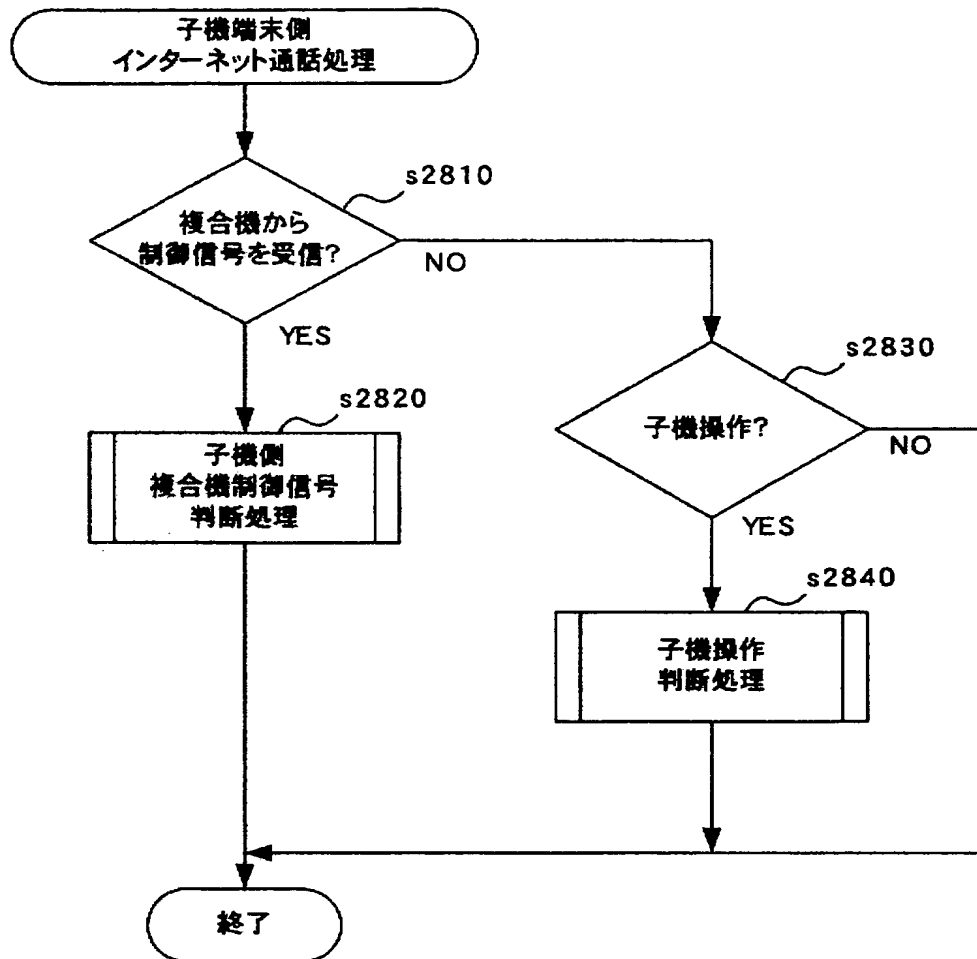 子機端末側
インターネット通話処理
s2810
複合機から
制御信号を受信?
NO
YES
s2830
子機操作?
NO
YES
s2820
子機側
複合機制御信号
判断処理
s2840
子機操作
判断処理
終了